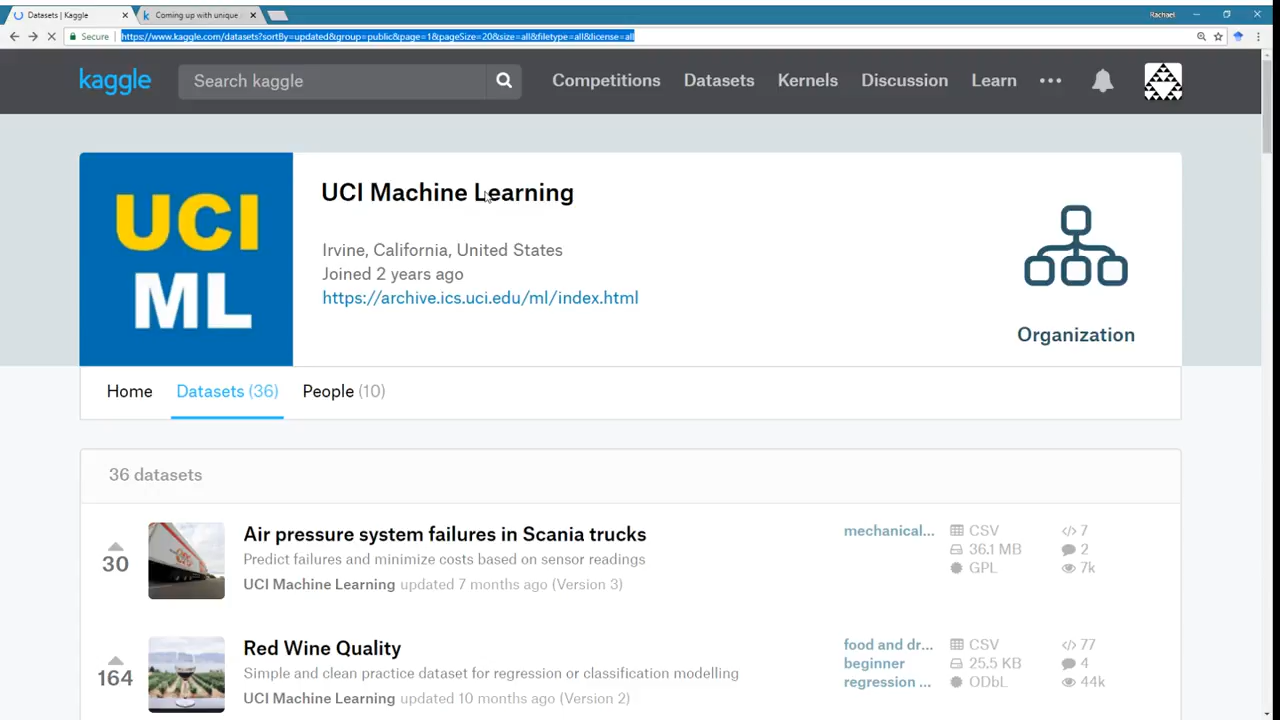 Datasets | Kaggle
Coming up with unique
Rachael
Secure
https://www.kaggle.com/datasets?sortBy=updated&group=public&page=1&pageSize=20&size=all&filetype=all&license=all
kaggle
Search kaggle
Competitions
Datasets
Kernels
Discussion
Learn
UCI
ML
UCI Machine Learning
Irvine, California, United States
Joined 2 years ago
https://archive.ics.uci.edu/ml/index.html
Organization
Home
Datasets (36)
People (10)
36 datasets
30
Air pressure system failures in Scania trucks
Predict failures and minimize costs based on sensor readings
UCI Machine Learning updated 7 months ago (Version 3)
mechanical...
CSV
36.1 MB
GPL
7
2
7k
164
Red Wine Quality
Simple and clean practice dataset for regression or classification modelling
UCI Machine Learning updated 10 months ago (Version 2)
food and dr...
beginner
regression ...
CSV
25.5 KB
ODbL
77
4
44k